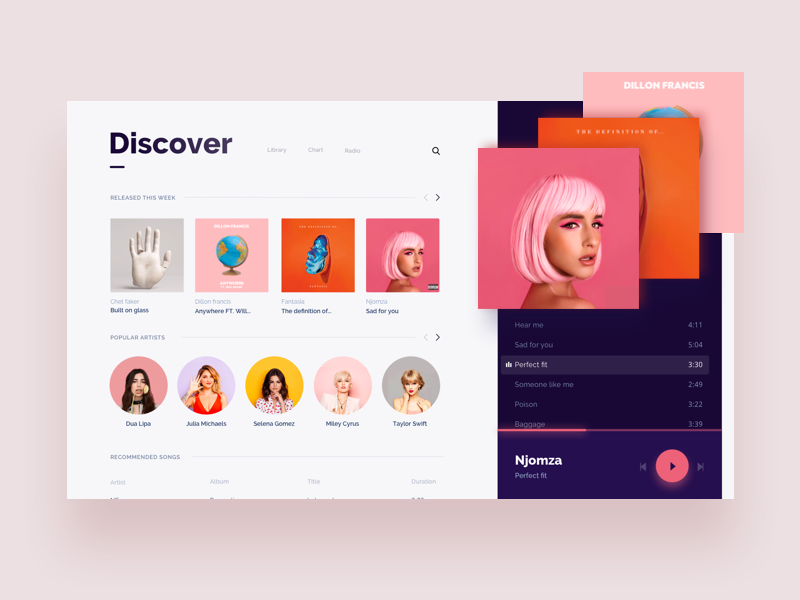 DILLON FRANCIS
THE DEFINITION OF...
Discover
Library
Chart
Radio
RELEASED THIS WEEK
DILLON FRANCIS
ANYWHERE
THE DEFINITION OF
FANTASIA
Chet faker
Built on glass
Dillon francis
Anywhere FT. Will...
Fantasia
The definition of...
Njomza
Sad for you
POPULAR ARTISTS
Dua Lipa
Julia Michaels
Selena Gomez
Miley Cyrus
Taylor Swift
RECOMMENDED SONGS
Artist
Album
Title
Duration
Hear me 4:11
Sad for you 5:04
Perfect fit 3:30
Someone like me 2:49
Poison 3:22
Baggage 3:39
Njomza
Perfect fit